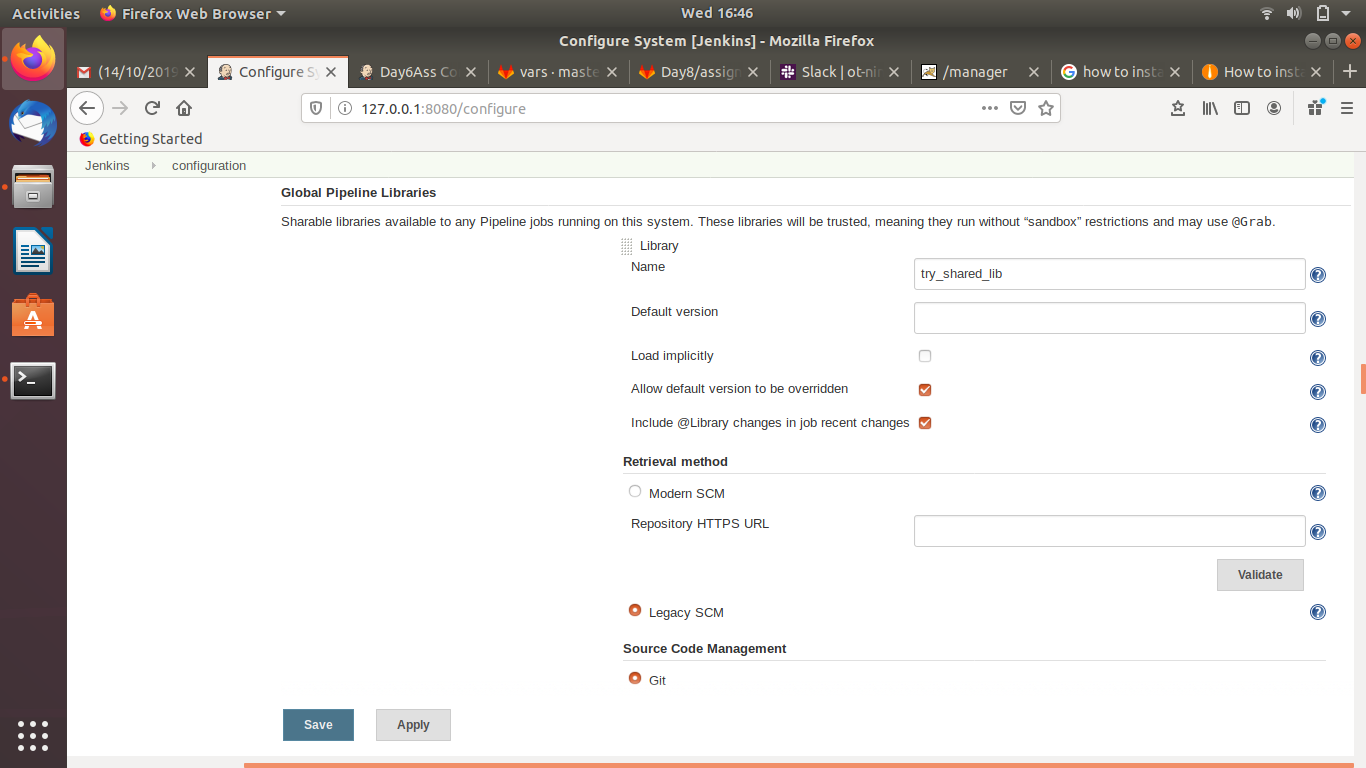 Activities Firefox Web Browser Wed 16:46
Configure System [Jenkins] - Mozilla Firefox
(14/10/2019 Configure Sy Day6Ass Co vars · maste Day8/assign Slack | ot-nin /manager how to insta How to insta
127.0.0.1:8080/configure
Getting Started
Jenkins configuration
Global Pipeline Libraries
Sharable libraries available to any Pipeline jobs running on this system. These libraries will be trusted, meaning they run without “sandbox” restrictions and may use @Grab.
Library
Name try_shared_lib
Default version
Load implicitly
Allow default version to be overridden
Include @Library changes in job recent changes
Retrieval method
Modern SCM
Repository HTTPS URL
Validate
Legacy SCM
Source Code Management
Git
Save Apply